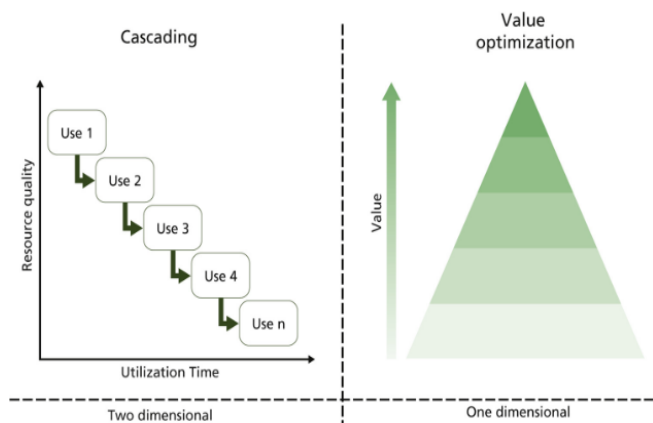 Cascading
Resource quality
Use 1
Use 2
Use 3
Use 4
Use n
Utilization Time
Two dimensional
Value
optimization
Value
One dimensional